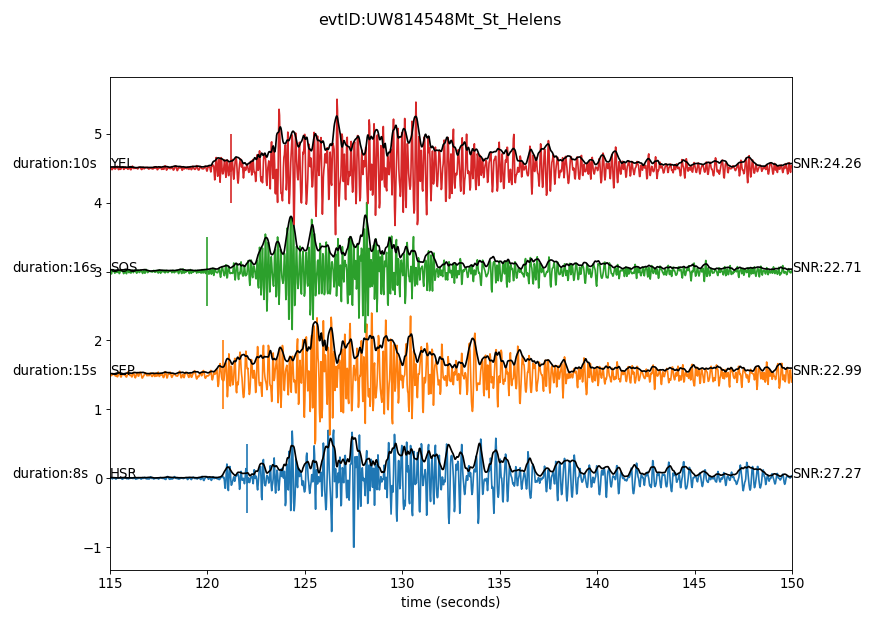 evtID:UW814548Mt_St_Helens
5
duration:10s YEL SNR:24.26
4
duration:16s 3 SOS SNR:22.71
2
duration:15s SEP SNR:22.99
1
duration:8s 0 HSR SNR:27.27
−1
115 120 125 130 135 140 145 150
time (seconds)